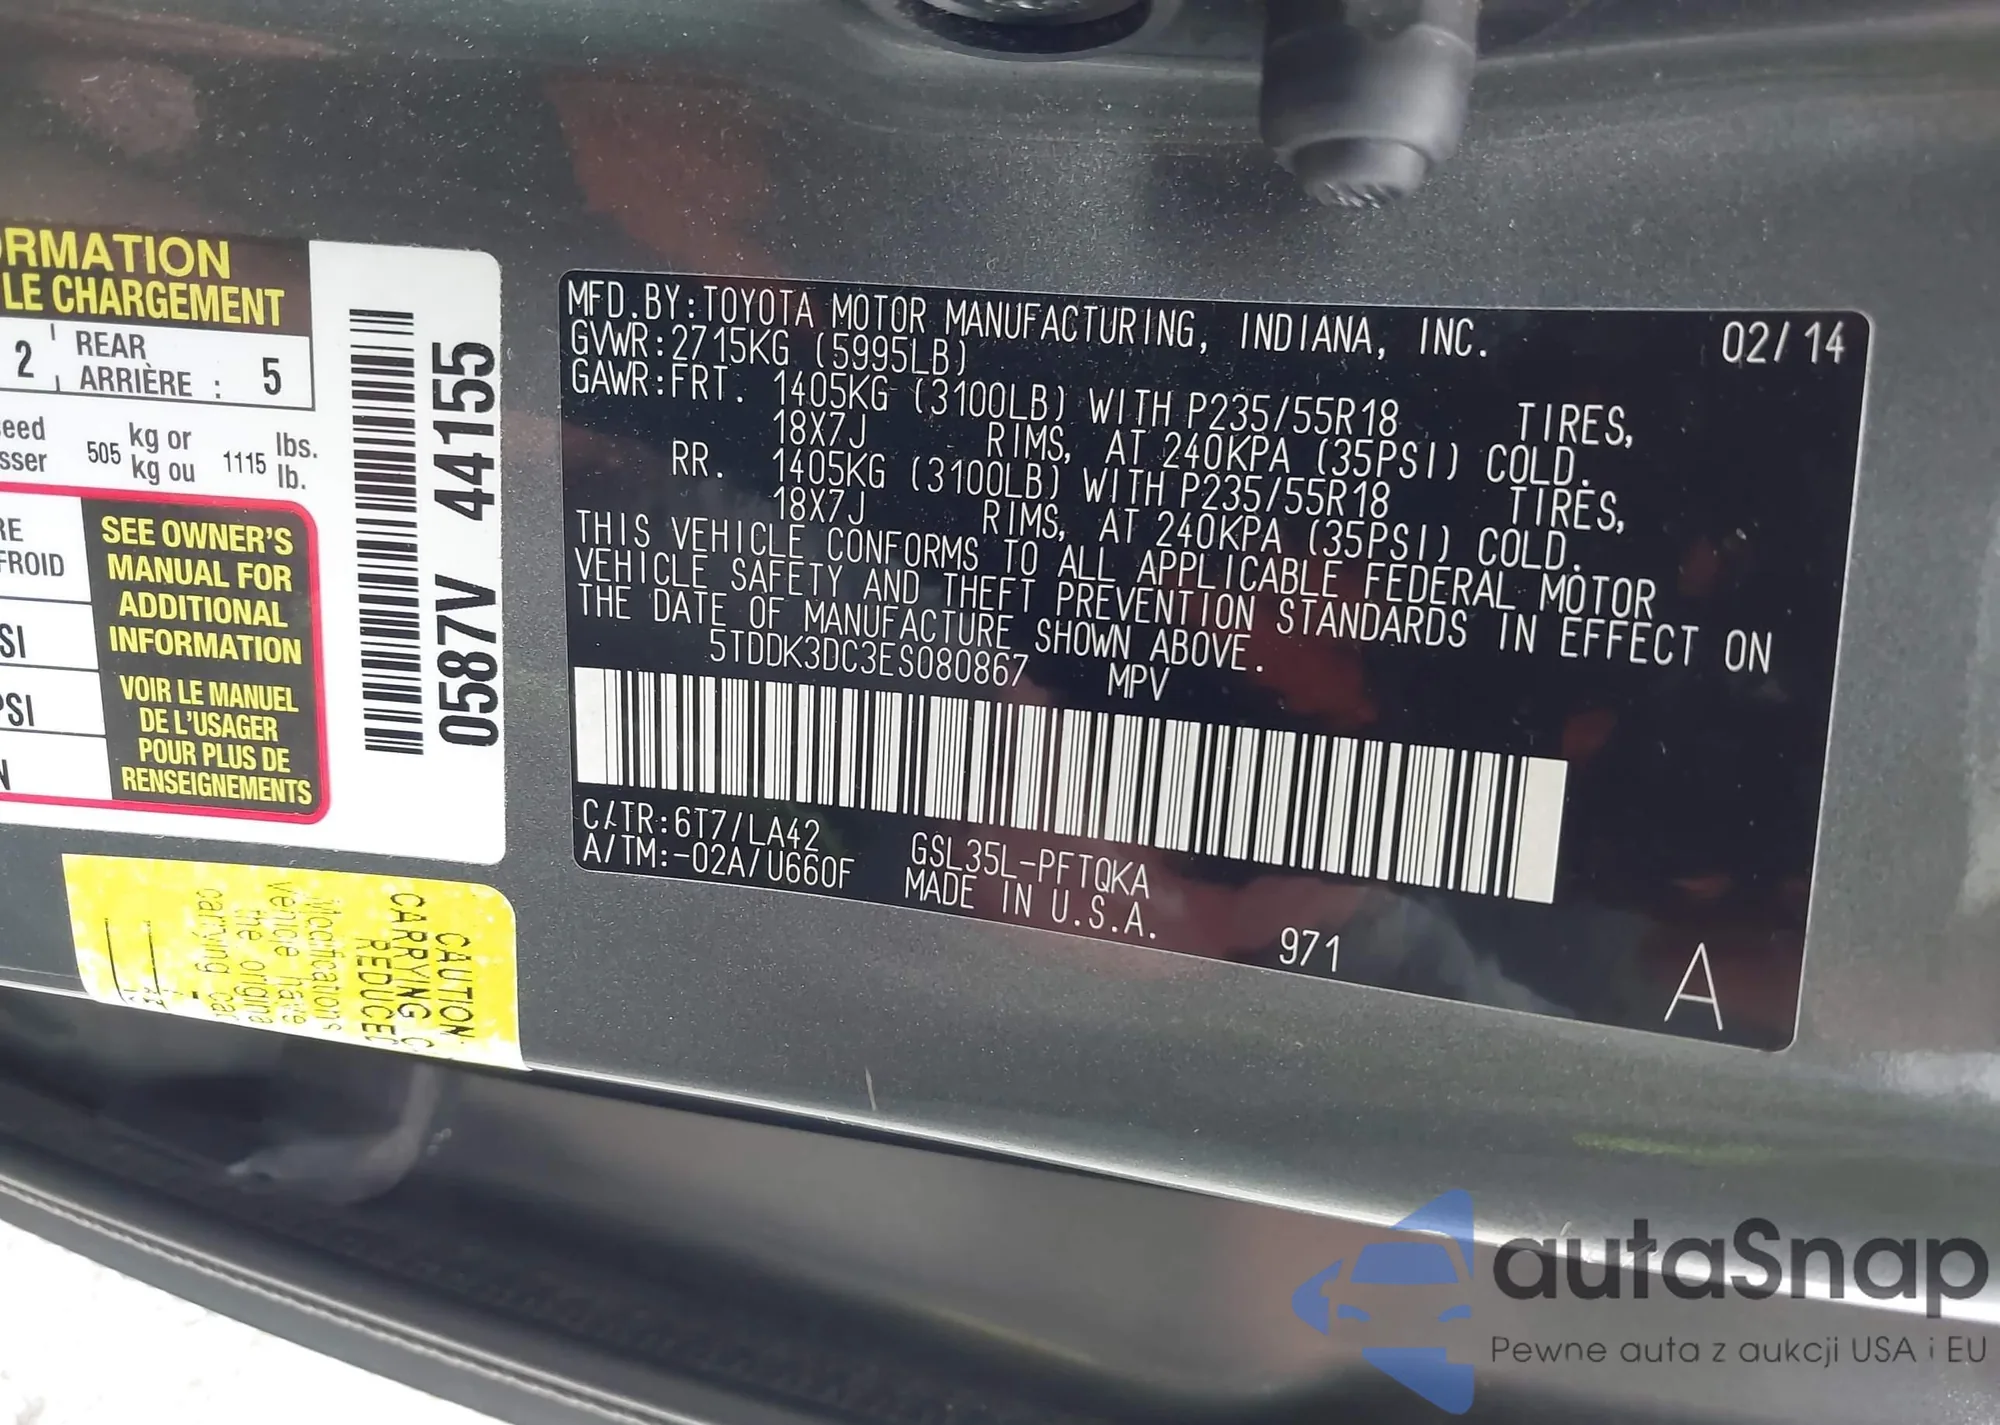 ORMATION
LE CHARGEMENT
2 REAR
ARRIÈRE : 5
kg or lbs.
505 kg ou 1115 lb.
SEE OWNER'S
MANUAL FOR
ADDITIONAL
INFORMATION
VOIR LE MANUEL
DE L'USAGER
POUR PLUS DE
RENSEIGNEMENTS
FROID
0587V 44155
MFD.BY:TOYOTA MOTOR MANUFACTURING, INDIANA, INC. 02/14
GVWR:2715KG (5995LB)
GAWR:FRT. 1405KG (3100LB) WITH P235/55R18 TIRES,
18X7J RIMS, AT 240KPA (35PSI) COLD.
RR. 1405KG (3100LB) WITH P235/55R18 TIRES,
18X7J RIMS, AT 240KPA (35PSI) COLD.
THIS VEHICLE CONFORMS TO ALL APPLICABLE FEDERAL MOTOR
VEHICLE SAFETY AND THEFT PREVENTION STANDARDS IN EFFECT ON
THE DATE OF MANUFACTURE SHOWN ABOVE.
5TDDK3DC3ES080867 MPV
C/TR:6T7/LA42 GSL35L-PFTQKA
A/TM:-02A/U660F MADE IN U.S.A.
971
A
CAUTION:
CARRYING C
REDUCED
Modifications
vehicle have
the origina
carrying car
autaSnap
Pewne auta z aukcji USA i EU